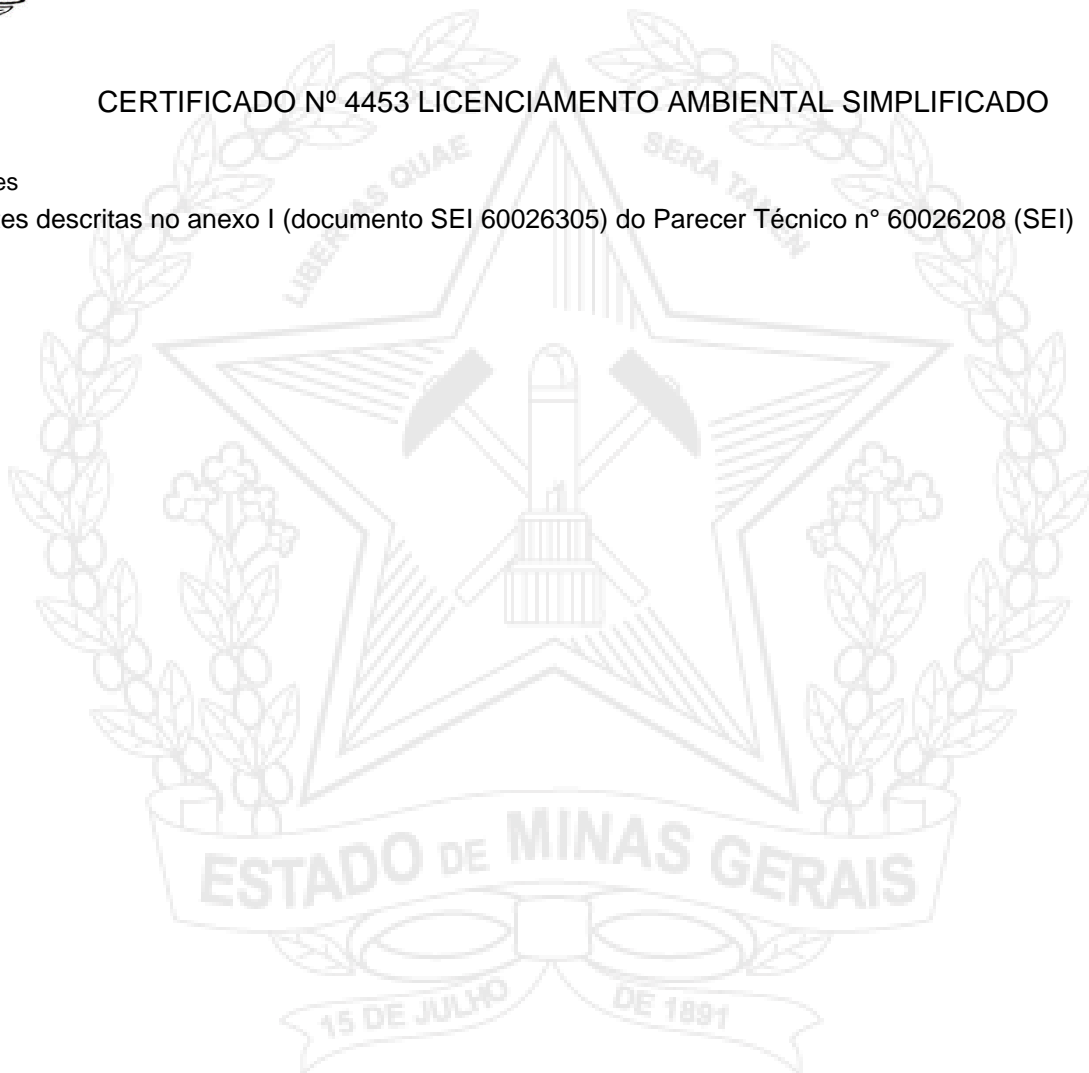 CERTIFICADO Nº 4453 LICENCIAMENTO AMBIENTAL SIMPLIFICADO
es
es descritas no anexo I (documento SEI 60026305) do Parecer Técnico n° 60026208 (SEI)
LIBERTAS QUAE SERA TAMEN
ESTADO DE MINAS GERAIS
15 DE JULHO DE 1891